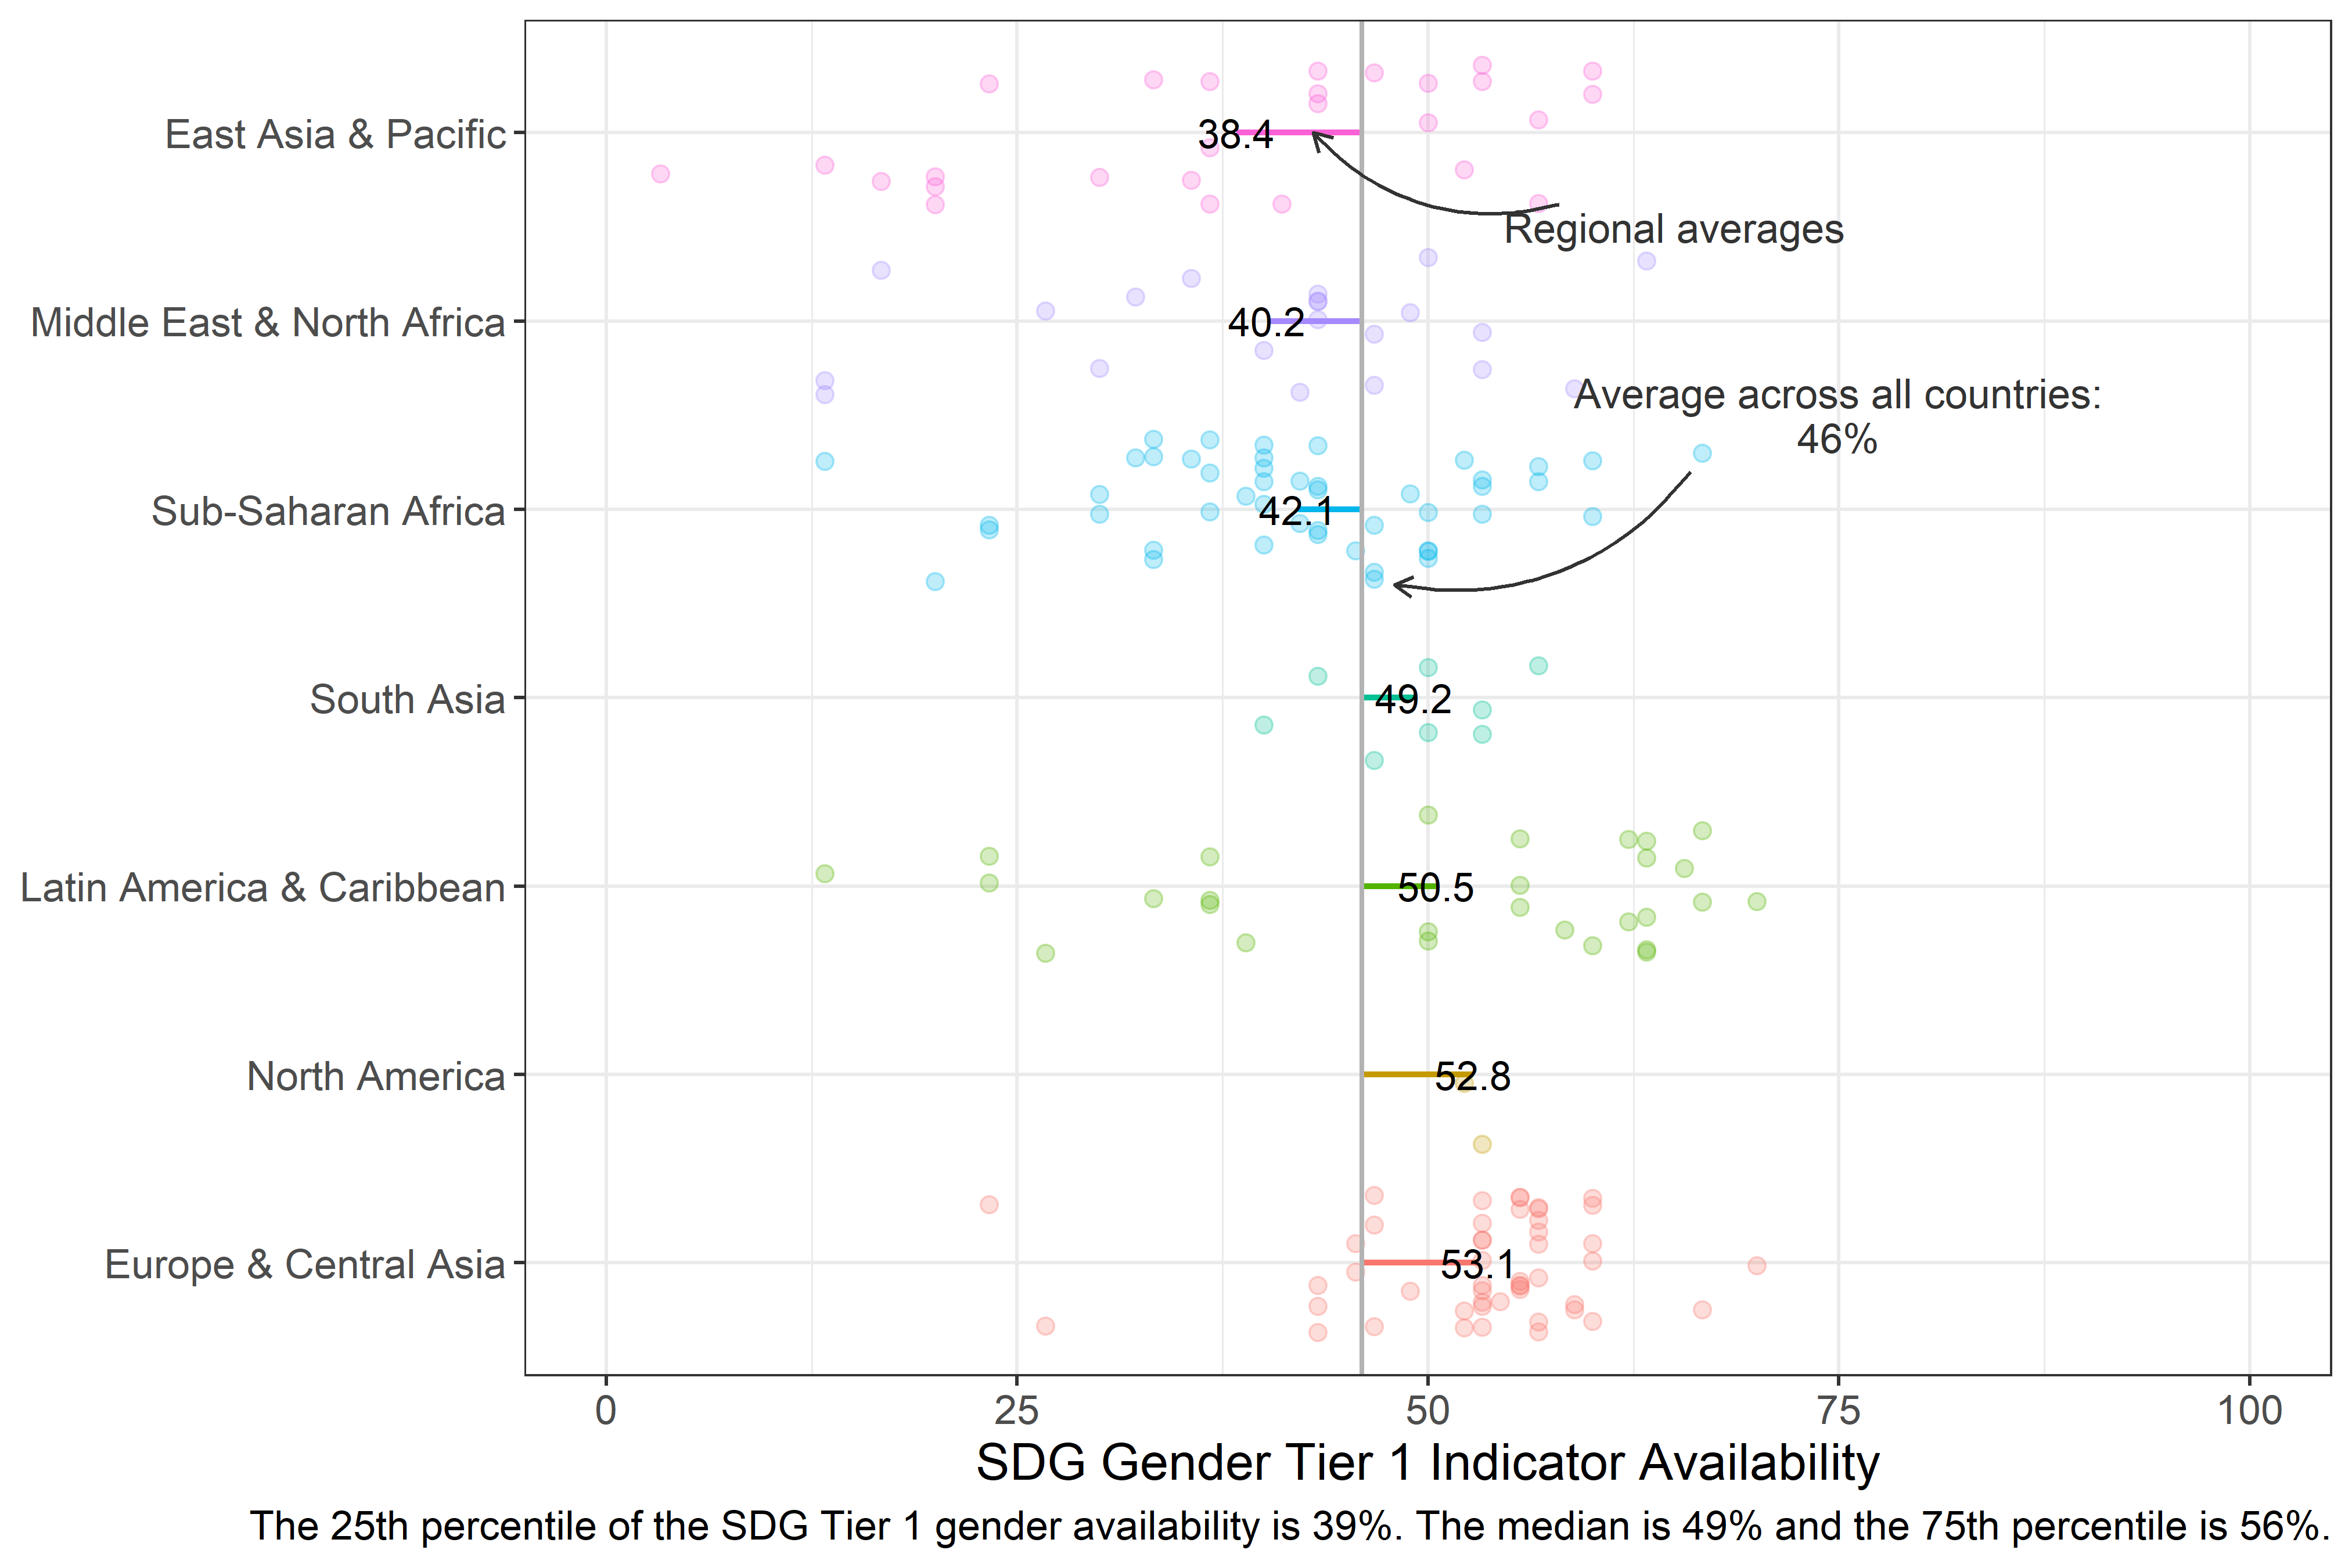 East Asia & Pacific
38.4
Regional averages
Middle East & North Africa
40.2
Average across all countries:
46%
Sub-Saharan Africa
42.1
South Asia
49.2
Latin America & Caribbean
50.5
North America
52.8
Europe & Central Asia
53.1
0 25 50 75 100
SDG Gender Tier 1 Indicator Availability
The 25th percentile of the SDG Tier 1 gender availability is 39%. The median is 49% and the 75th percentile is 56%.